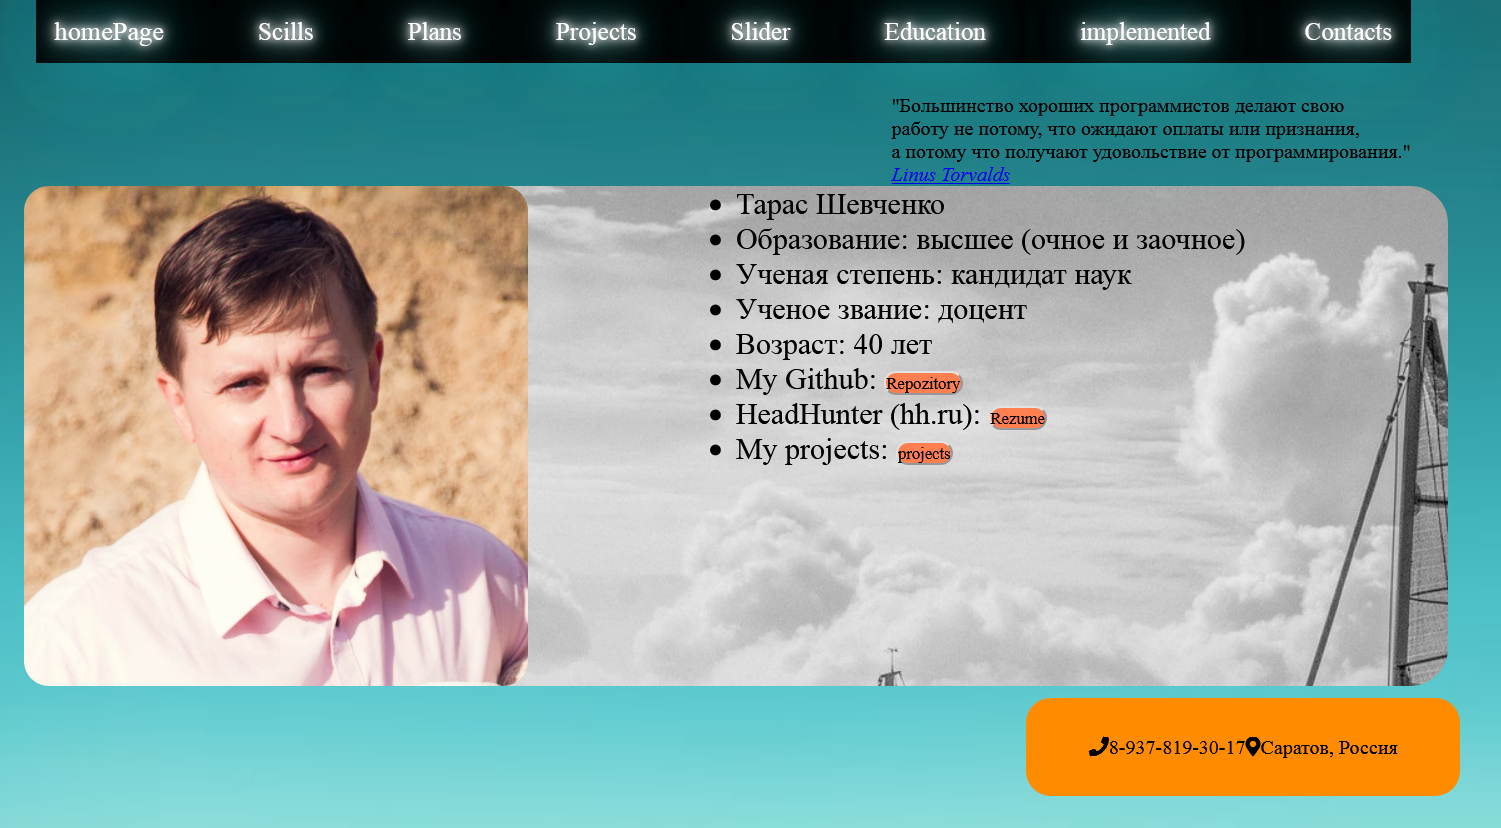 homePage Scills Plans Projects Slider Education implemented Contacts
"Большинство хороших программистов делают свою
работу не потому, что ожидают оплаты или признания,
а потому что получают удовольствие от программирования."
Linus Torvalds
Тарас Шевченко
Образование: высшее (очное и заочное)
Ученая степень: кандидат наук
Ученое звание: доцент
Возраст: 40 лет
My Github: Repozitory
HeadHunter (hh.ru): Rezume
My projects: projects
8-937-819-30-17 Саратов, Россия